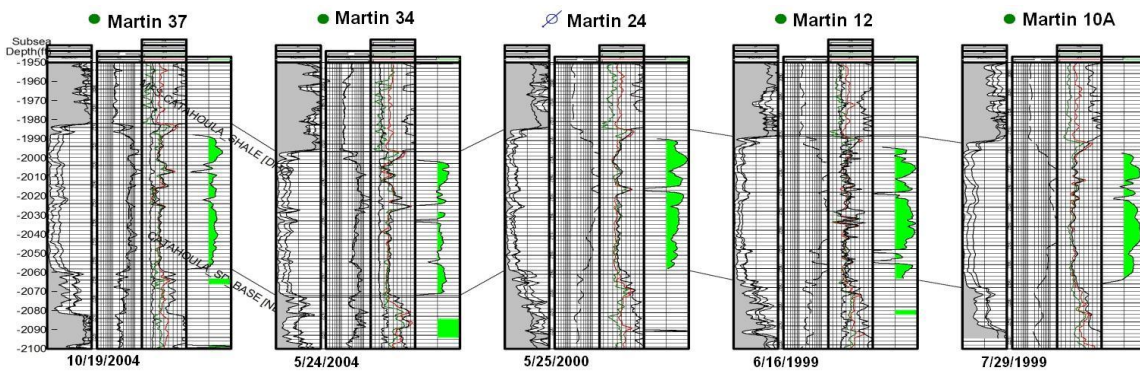 Martin 37
Martin 34
Martin 24
Martin 12
Martin 10A
Subsea
Depth(ft)
-1950
-1960
-1970
-1980
-1990
-2000
-2010
-2020
-2030
-2040
-2050
-2060
-2070
-2080
-2090
-2100
CATAHOULA_SHALE
CATAHOULA_SD_BASE
10/19/2004
5/24/2004
5/25/2000
6/16/1999
7/29/1999